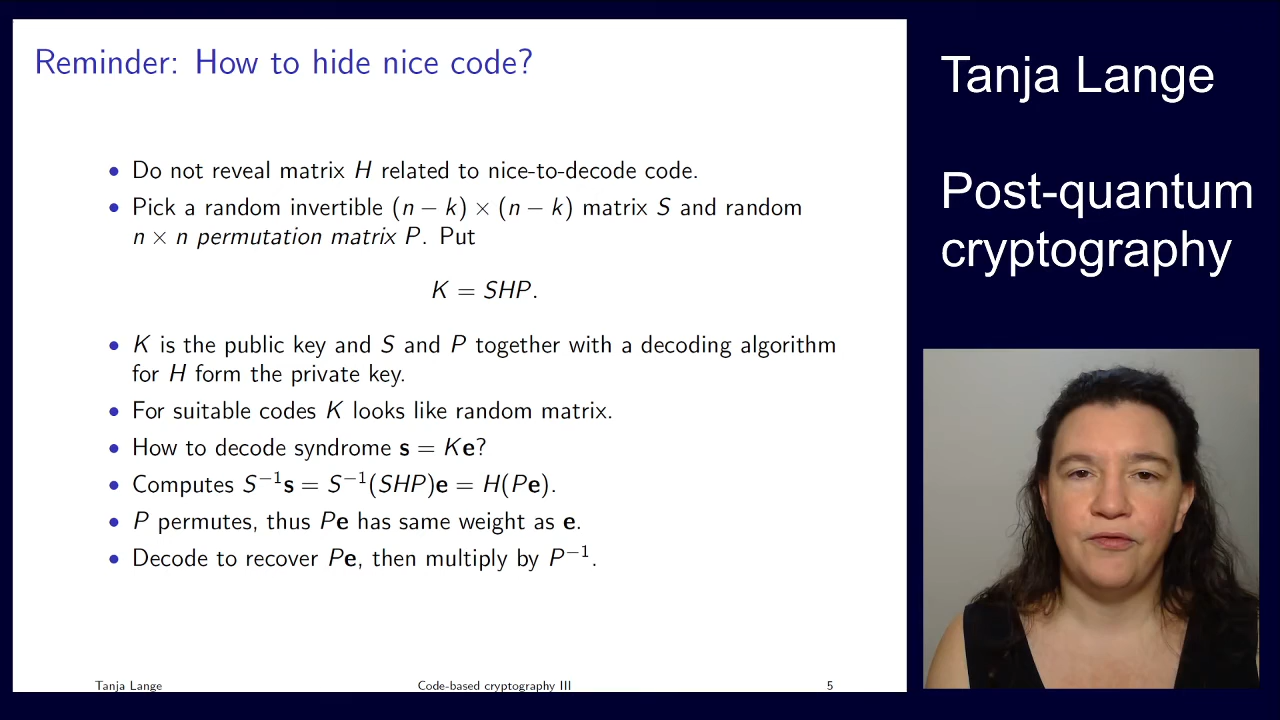 Reminder: How to hide nice code?
• Do not reveal matrix H related to nice-to-decode code.
• Pick a random invertible (n − k) × (n − k) matrix S and random
n × n permutation matrix P. Put
K = SHP.
• K is the public key and S and P together with a decoding algorithm
for H form the private key.
• For suitable codes K looks like random matrix.
• How to decode syndrome s = Ke?
• Computes S⁻¹s = S⁻¹(SHP)e = H(Pe).
• P permutes, thus Pe has same weight as e.
• Decode to recover Pe, then multiply by P⁻¹.
Tanja Lange
Code-based cryptography III
5
Tanja Lange
Post-quantum
cryptography